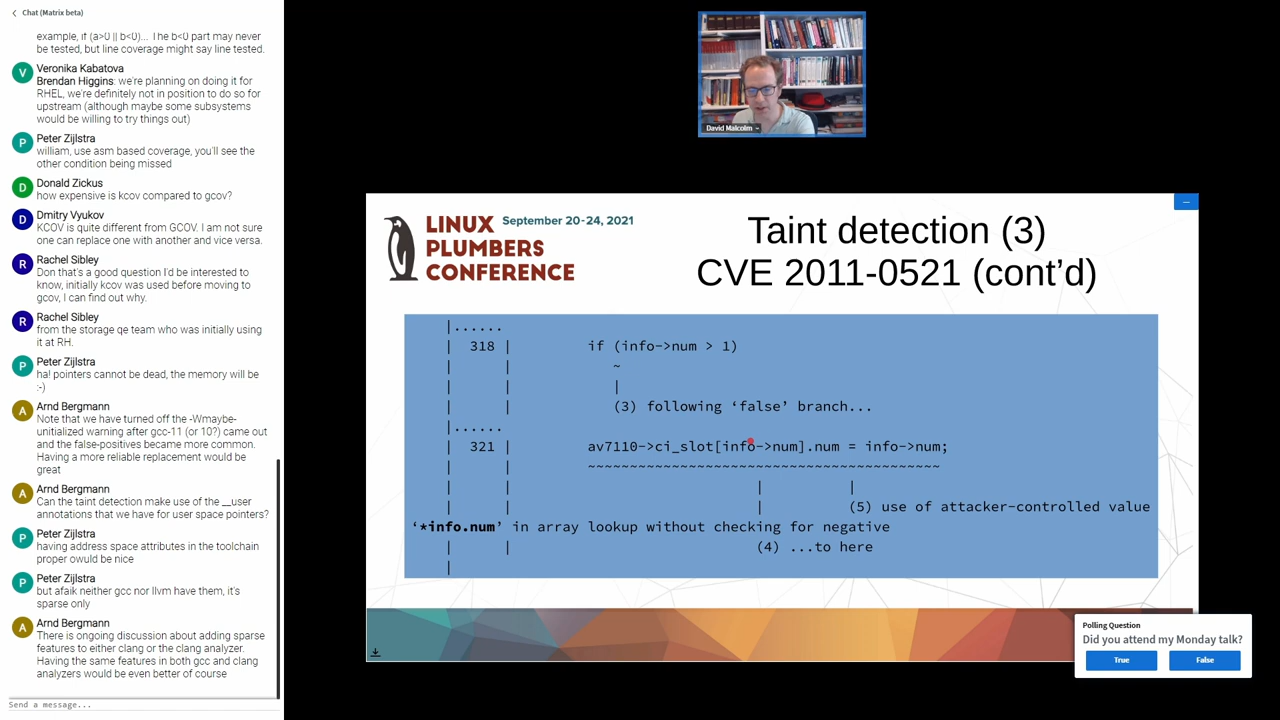 Chat (Matrix beta)
example, if (a>0 || b<0)... The b<0 part may never
be tested, but line coverage might say line tested.
V
Veronika Kabatova
Brendan Higgins: we're planning on doing it for
RHEL, we're definitely not in position to do so for
upstream (although maybe some subsystems
would be willing to try things out)
P
Peter Zijlstra
william, use asm based coverage, you'll see the
other condition being missed
D
Donald Zickus
how expensive is kcov compared to gcov?
D
Dmitry Vyukov
KCOV is quite different from GCOV. I am not sure
one can replace one with another and vice versa.
R
Rachel Sibley
Don that's a good question I'd be interested to
know, initially kcov was used before moving to
gcov, I can find out why.
R
Rachel Sibley
from the storage qe team who was initially using
it at RH.
P
Peter Zijlstra
ha! pointers cannot be dead, the memory will be
:-)
A
Arnd Bergmann
Note that we have turned off the -Wmaybe-
unitialized warning after gcc-11 (or 10?) came out
and the false-positives became more common.
Having a more reliable replacement would be
great
A
Arnd Bergmann
Can the taint detection make use of the __user
annotations that we have for user space pointers?
P
Peter Zijlstra
having address space attributes in the toolchain
proper owuld be nice
P
Peter Zijlstra
but afaik neither gcc nor llvm have them, it's
sparse only
A
Arnd Bergmann
There is ongoing discussion about adding sparse
features to either clang or the clang analyzer.
Having the same features in both gcc and clang
analyzers would be even better of course
Send a message...
David Malcolm
LINUX
PLUMBERS
CONFERENCE
September 20-24, 2021
Taint detection (3)
CVE 2011-0521 (cont'd)
|......
| 318 | if (info->num > 1)
| | ~
| | |
| | (3) following ‘false’ branch...
|......
| 321 | av7110->ci_slot[info->num].num = info->num;
| | ~~~~~~~~~~~~~~~~~~~~~~~~~~~~~~~~~~~~~~~~~~
| | | |
| | | (5) use of attacker-controlled value
‘*info.num’ in array lookup without checking for negative
| | (4) ...to here
|
Polling Question
Did you attend my Monday talk?
True
False